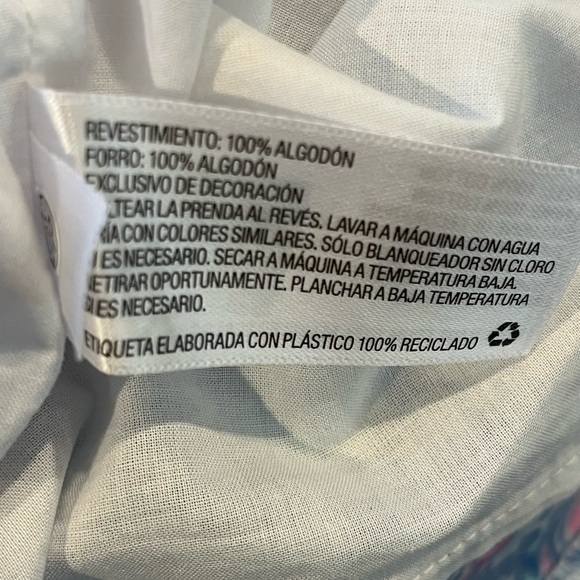 REVESTIMIENTO: 100% ALGODÓN
FORRO: 100% ALGODÓN
EXCLUSIVO DE DECORACIÓN
LA PRENDA AL REVÉS. LAVAR A MÁQUINA CON AGUA
CON COLORES SIMILARES. SÓLO BLANQUEADOR SIN CLORO
ES NECESARIO. SECAR A MÁQUINA A TEMPERATURA BAJA.
RETIRAR OPORTUNAMENTE. PLANCHAR A BAJA TEMPERATURA
SI ES NECESARIO.
ETIQUETA ELABORADA CON PLÁSTICO 100% RECICLADO